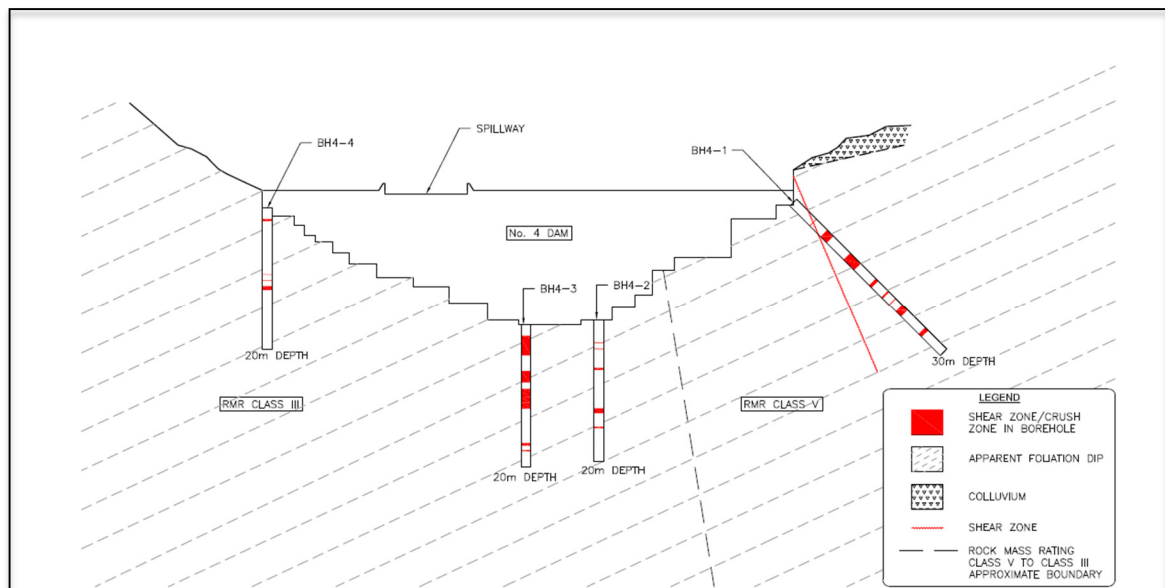 SPILLWAY
BH4-4
BH4-1
No. 4 DAM
BH4-3
BH4-2
20m DEPTH
30m DEPTH
RMR CLASS III
RMR CLASS V
20m DEPTH
20m DEPTH
LEGEND
SHEAR ZONE/CRUSH
ZONE IN BOREHOLE
APPARENT FOLIATION DIP
COLLUVIUM
SHEAR ZONE
ROCK MASS RATING
CLASS V TO CLASS III
APPROXIMATE BOUNDARY